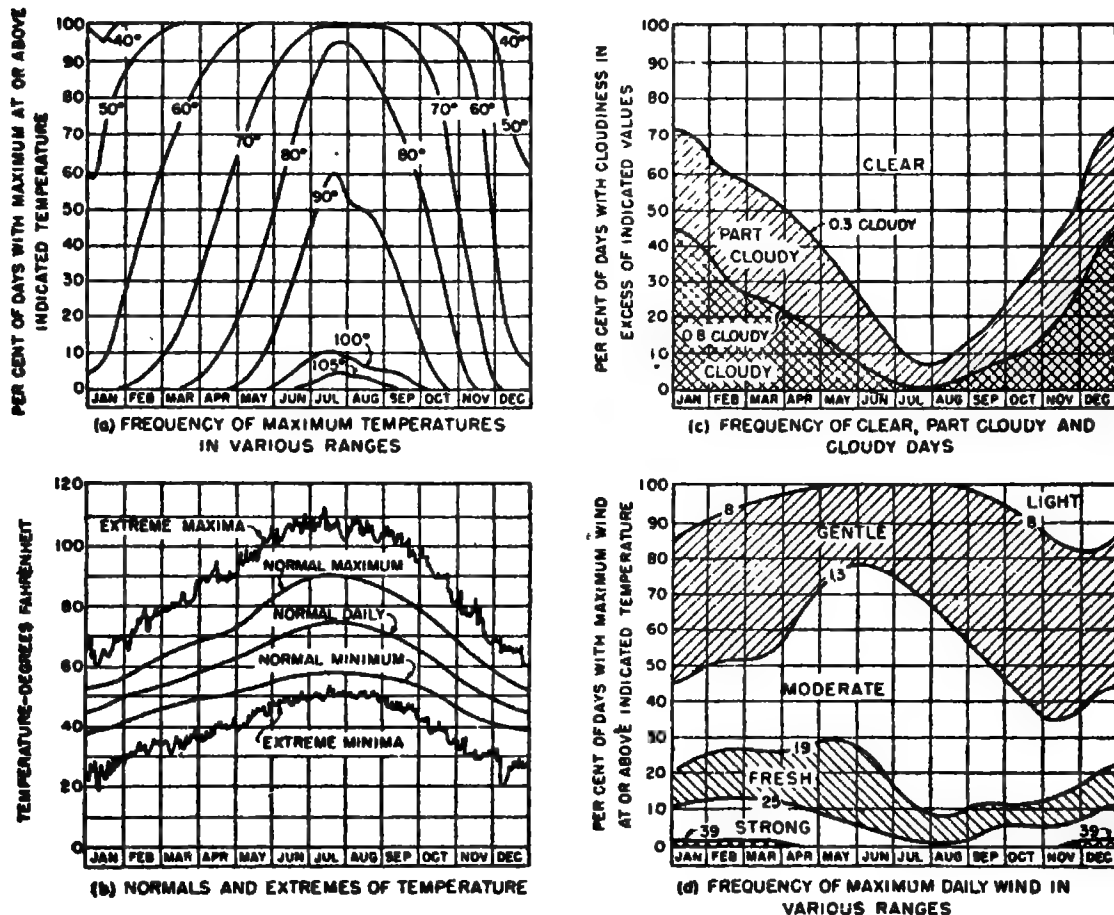 PER CENT OF DAYS WITH MAXIMUM AT OR ABOVE
INDICATED TEMPERATURE
100
90
80
70
60
50
40
30
20
10
0
40°
50°
60°
70°
80°
90°
100°
105°
40°
50°
60°
70°
80°
JAN FEB MAR APR MAY JUN JUL AUG SEP OCT NOV DEC
(a) FREQUENCY OF MAXIMUM TEMPERATURES
IN VARIOUS RANGES
PER CENT OF DAYS WITH CLOUDINESS IN
EXCESS OF INDICATED VALUES
100
90
80
70
60
50
40
30
20
10
0
CLEAR
0.3 CLOUDY
PART
CLOUDY
0.8 CLOUDY
CLOUDY
JAN FEB MAR APR MAY JUN JUL AUG SEP OCT NOV DEC
(c) FREQUENCY OF CLEAR, PART CLOUDY AND
CLOUDY DAYS
TEMPERATURE-DEGREES FAHRENHEIT
120
100
80
60
40
20
0
EXTREME MAXIMA
NORMAL MAXIMUM
NORMAL DAILY
NORMAL MINIMUM
EXTREME MINIMA
JAN FEB MAR APR MAY JUN JUL AUG SEP OCT NOV DEC
(b) NORMALS AND EXTREMES OF TEMPERATURE
PER CENT OF DAYS WITH MAXIMUM WIND
AT OR ABOVE INDICATED TEMPERATURE
100
90
80
70
60
50
40
30
20
10
0
LIGHT
8
8
GENTLE
13
MODERATE
19
FRESH
25
STRONG
39
39
JAN FEB MAR APR MAY JUN JUL AUG SEP OCT NOV DEC
(d) FREQUENCY OF MAXIMUM DAILY WIND IN
VARIOUS RANGES